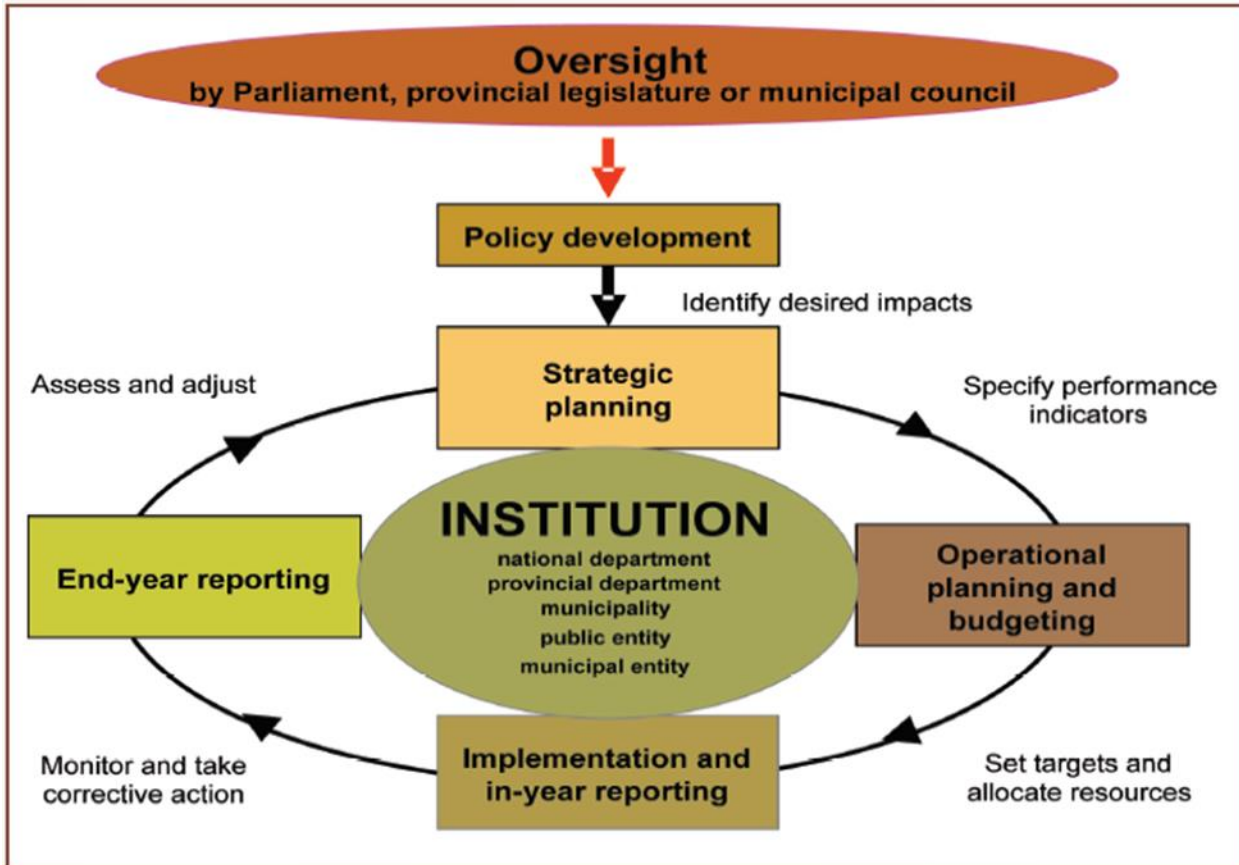 Oversight
by Parliament, provincial legislature or municipal council
Policy development
Identify desired impacts
Strategic
planning
Assess and adjust
Specify performance
indicators
INSTITUTION
national department
provincial department
municipality
public entity
municipal entity
End-year reporting
Operational
planning and
budgeting
Implementation and
in-year reporting
Monitor and take
corrective action
Set targets and
allocate resources